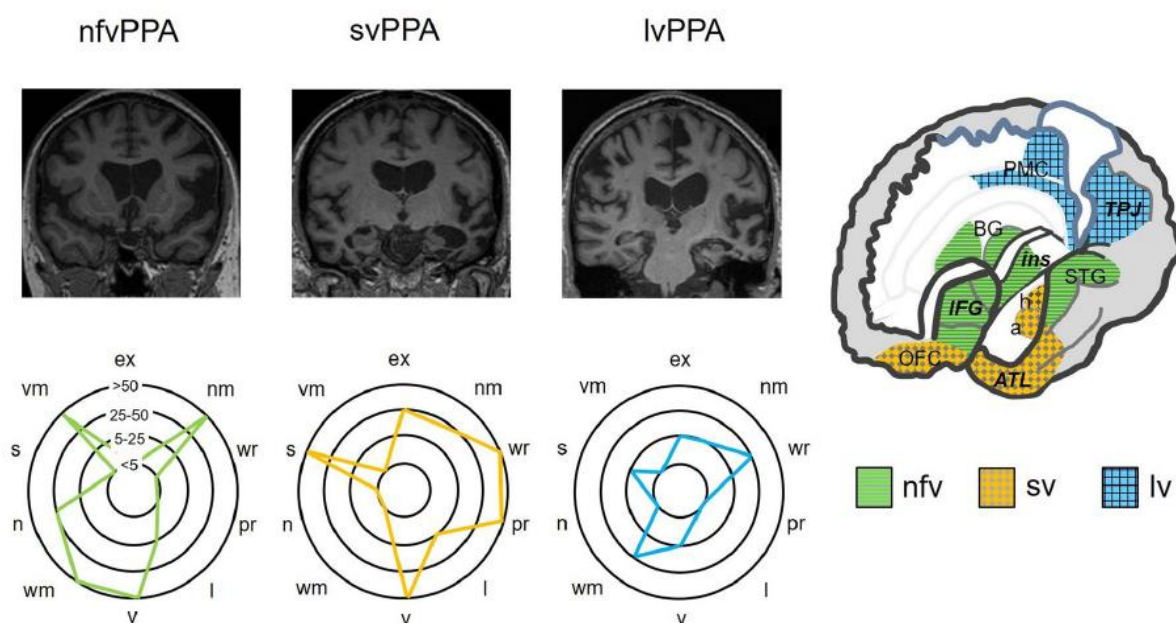 nfvPPA svPPA lvPPA
PMC
TPJ
BG
ins
STG
IFG
h
a
OFC
ATL
nfv sv lv
ex
vm nm
>50
25-50
5-25
<5
s wr
n pr
wm l
v
ex
vm nm
s wr
n pr
wm l
v
ex
vm nm
s wr
n pr
wm l
v